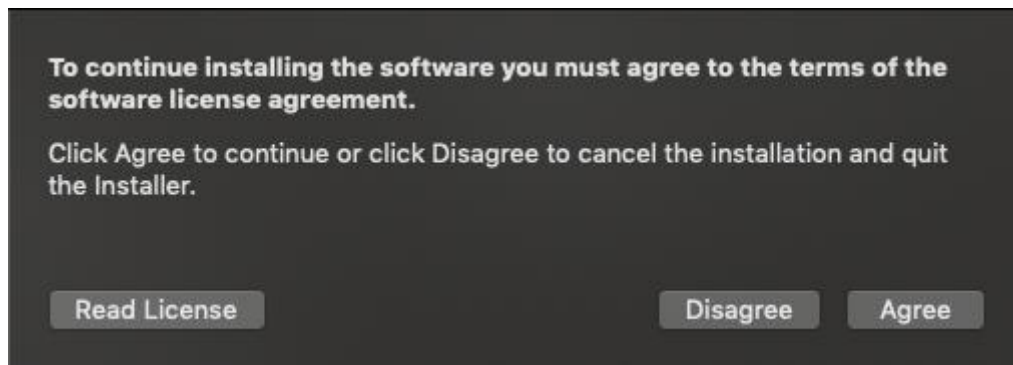 To continue installing the software you must agree to the terms of the
software license agreement.
Click Agree to continue or click Disagree to cancel the installation and quit
the Installer.
Read License
Disagree
Agree